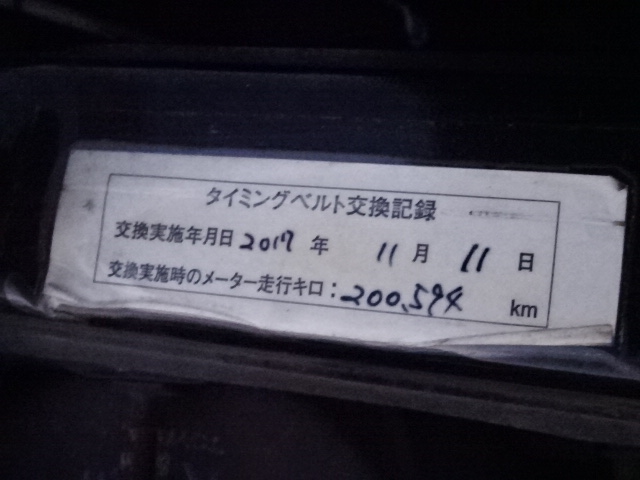 タイミングベルト交換記録
交換実施年月日 2017 年 11 月 11 日
交換実施時のメーター走行キロ：200,594 km